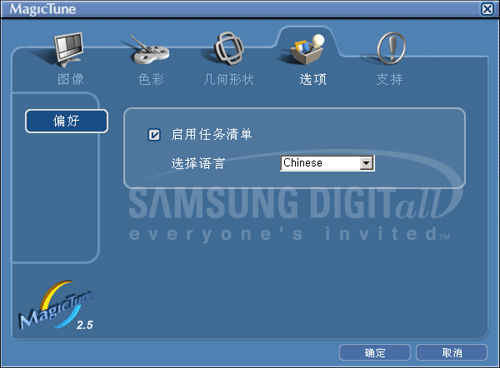 MagicTune
图像 色彩 几何形状 选项 支持
偏好
启用任务清单
选择语言 Chinese
SAMSUNG DIGITall
everyone's invited™
MagicTune
2.5
确定 取消